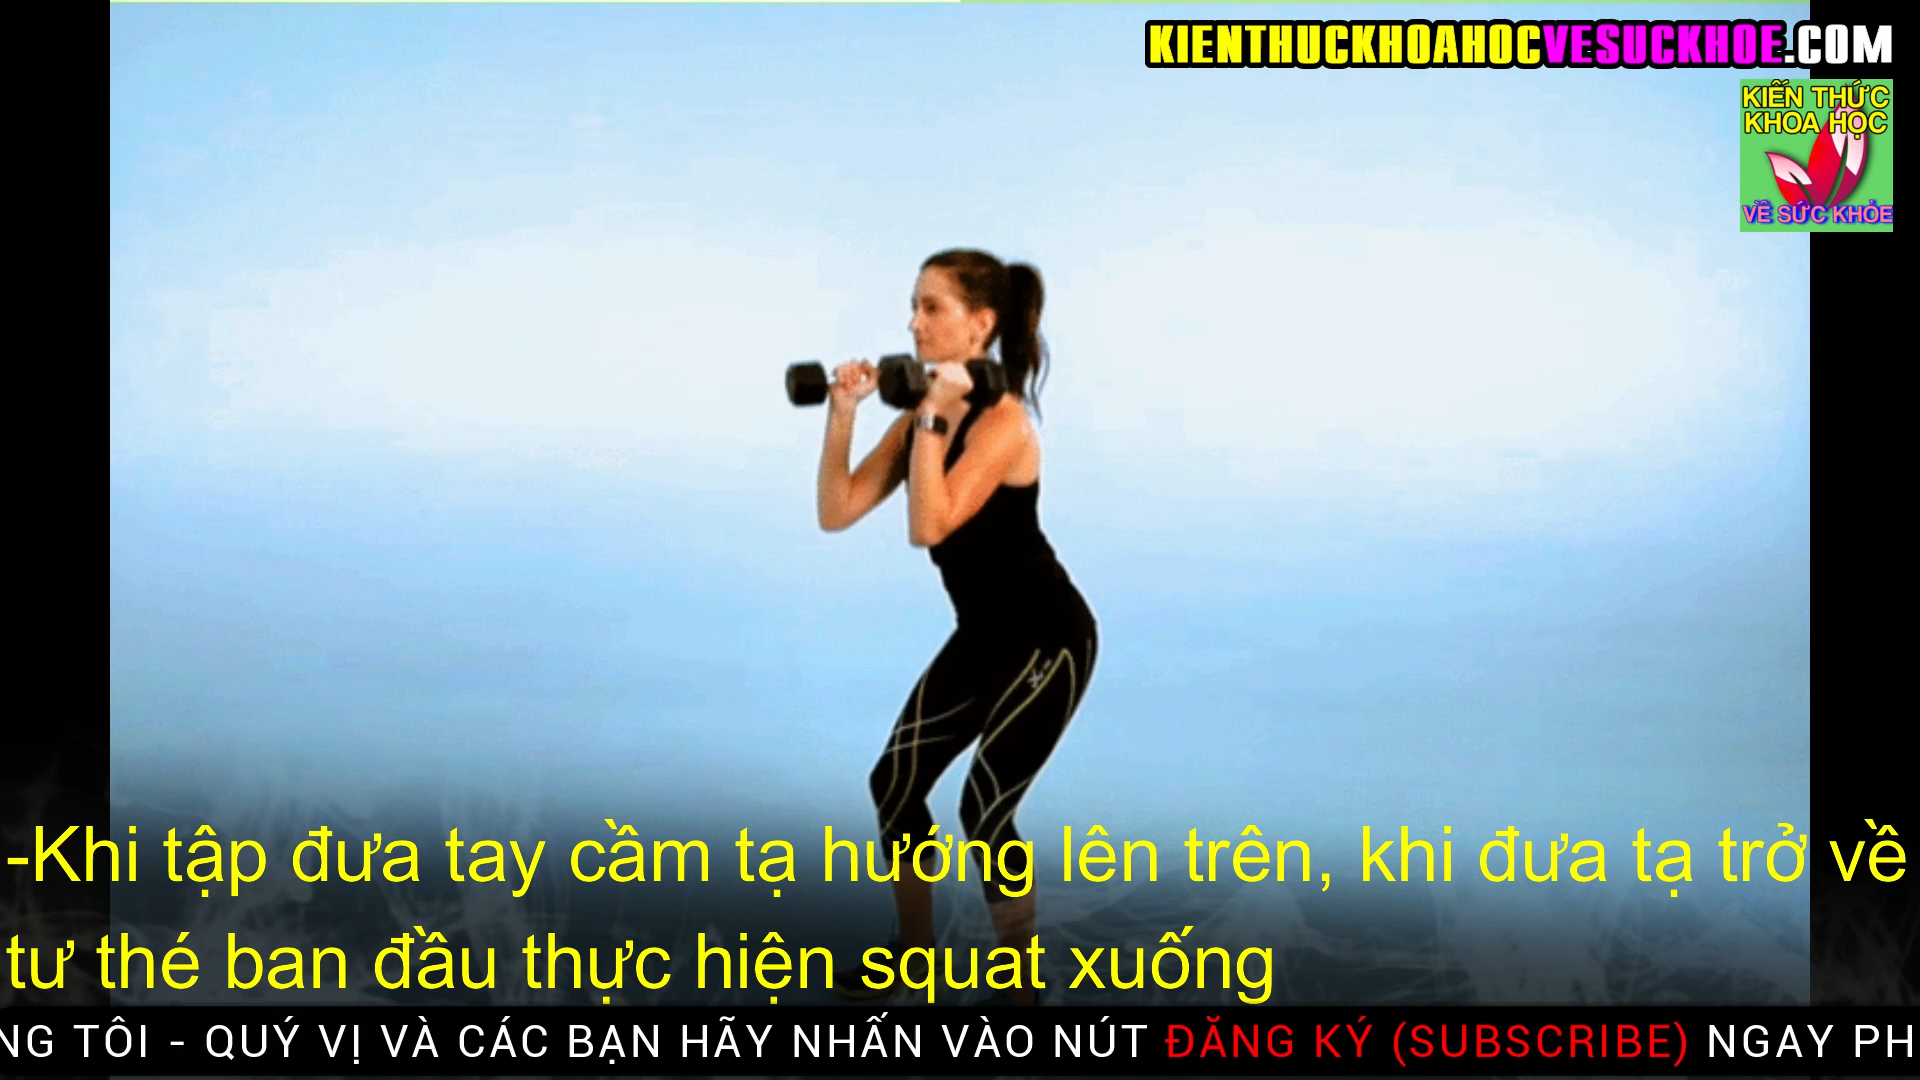 KIENTHUCKHOAHOCVESUCKHOE.COM
KIẾN THỨC
KHOA HỌC
VỀ SỨC KHỎE
-Khi tập đưa tay cầm tạ hướng lên trên, khi đưa tạ trở về
tư thé ban đầu thực hiện squat xuống
NG TÔI - QUÝ VỊ VÀ CÁC BẠN HÃY NHẤN VÀO NÚT ĐĂNG KÝ (SUBSCRIBE) NGAY PH